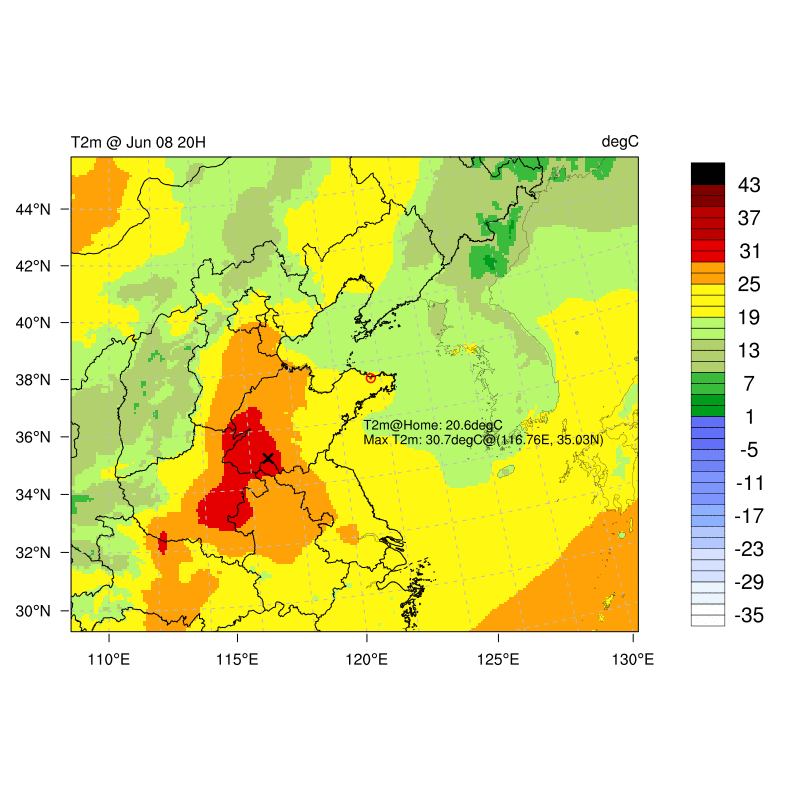 T2m @ Jun 08 20H
degC
43
37
31
25
19
13
7
1
-5
-11
-17
-23
-29
-35
44°N
42°N
40°N
38°N
36°N
34°N
32°N
30°N
T2m@Home: 20.6degC
Max T2m: 30.7degC@(116.76E, 35.03N)
110°E
115°E
120°E
125°E
130°E